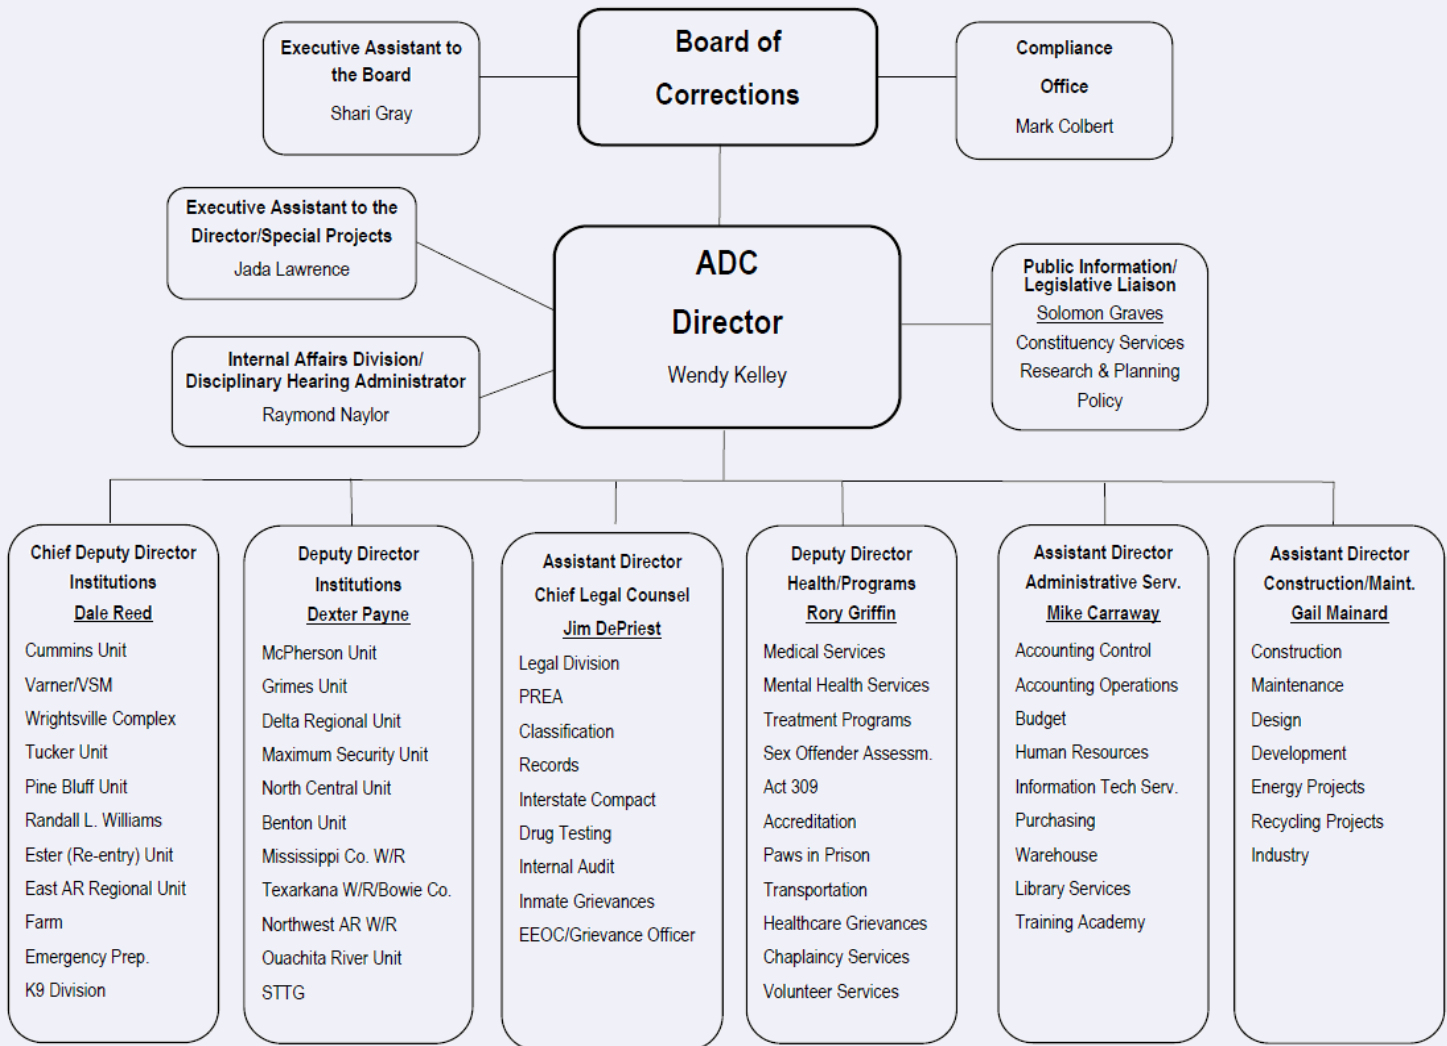 Executive Assistant to
the Board
Shari Gray
Board of
Corrections
Compliance
Office
Mark Colbert
Executive Assistant to the
Director/Special Projects
Jada Lawrence
Internal Affairs Division/
Disciplinary Hearing Administrator
Raymond Naylor
ADC
Director
Wendy Kelley
Public Information/
Legislative Liaison
Solomon Graves
Constituency Services
Research & Planning
Policy
Chief Deputy Director
Institutions
Dale Reed
Cummins Unit
Varner/VSM
Wrightsville Complex
Tucker Unit
Pine Bluff Unit
Randall L. Williams
Ester (Re-entry) Unit
East AR Regional Unit
Farm
Emergency Prep.
K9 Division
Deputy Director
Institutions
Dexter Payne
McPherson Unit
Grimes Unit
Delta Regional Unit
Maximum Security Unit
North Central Unit
Benton Unit
Mississippi Co. W/R
Texarkana W/R/Bowie Co.
Northwest AR W/R
Ouachita River Unit
STTG
Assistant Director
Chief Legal Counsel
Jim DePriest
Legal Division
PREA
Classification
Records
Interstate Compact
Drug Testing
Internal Audit
Inmate Grievances
EEOC/Grievance Officer
Deputy Director
Health/Programs
Rory Griffin
Medical Services
Mental Health Services
Treatment Programs
Sex Offender Assessm.
Act 309
Accreditation
Paws in Prison
Transportation
Healthcare Grievances
Chaplaincy Services
Volunteer Services
Assistant Director
Administrative Serv.
Mike Carraway
Accounting Control
Accounting Operations
Budget
Human Resources
Information Tech Serv.
Purchasing
Warehouse
Library Services
Training Academy
Assistant Director
Construction/Maint.
Gail Mainard
Construction
Maintenance
Design
Development
Energy Projects
Recycling Projects
Industry